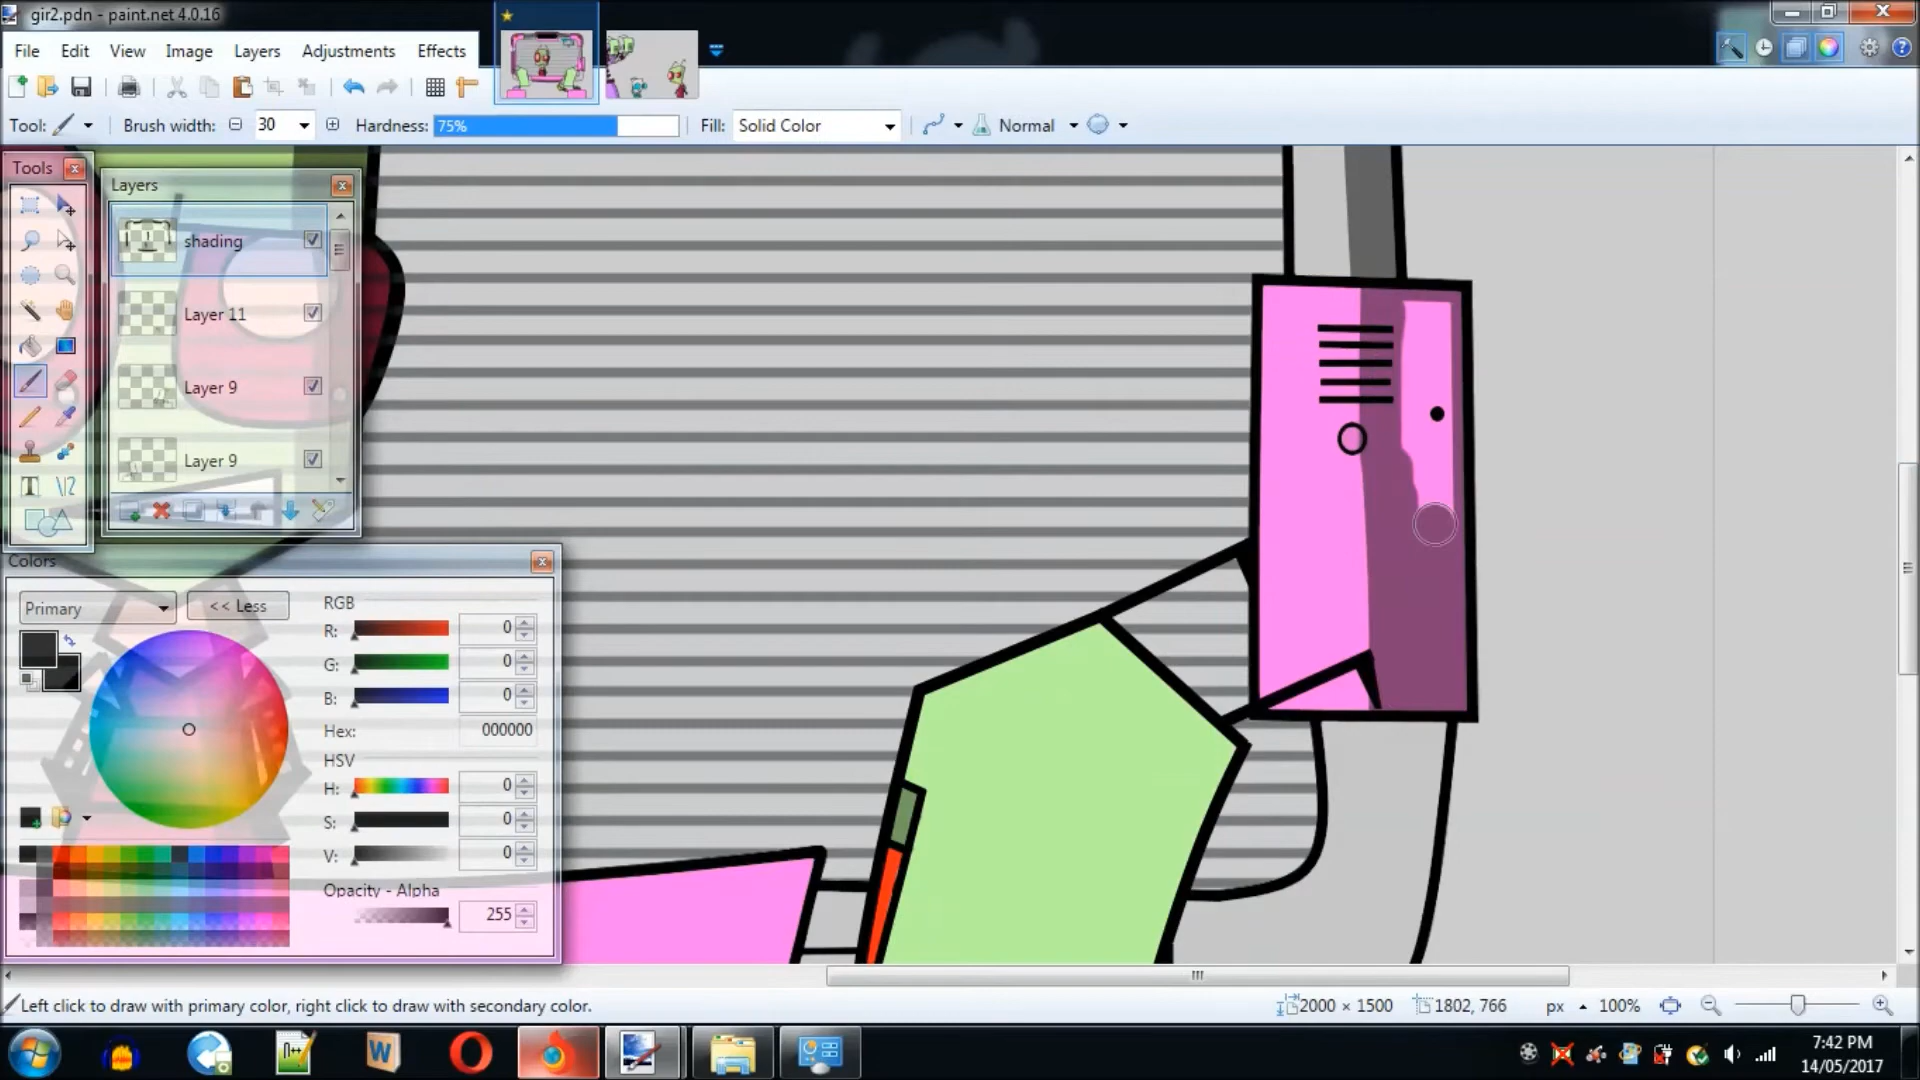 gir2.pdn - paint.net 4.0.16
File Edit View Image Layers Adjustments Effects
Tool: Brush width: 30 Hardness: 75% Fill: Solid Color Normal
Tools
Layers
shading
Layer 11
Layer 9
Layer 9
Colors
Primary << Less RGB
R: 0
G: 0
B: 0
Hex: 000000
HSV
H: 0
S: 0
V: 0
Opacity - Alpha
255
Left click to draw with primary color, right click to draw with secondary color. 2000 × 1500 1802, 766 px 100%
7:42 PM
14/05/2017